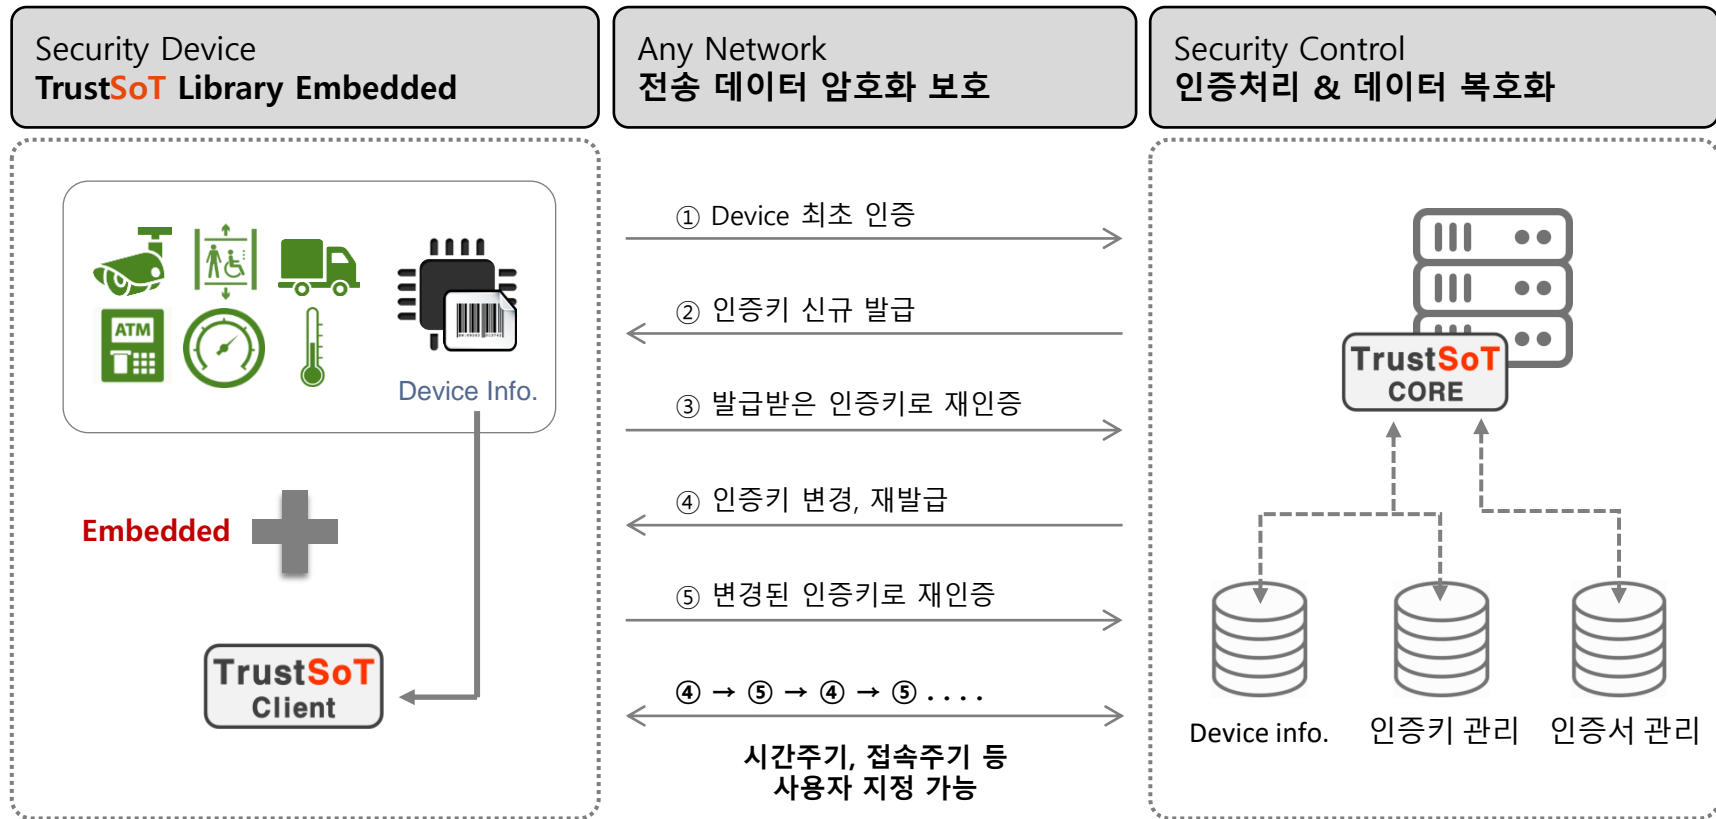 Security Device
TrustSoT Library Embedded
Any Network
전송 데이터 암호화 보호
Security Control
인증처리 & 데이터 복호화
ATM
Device Info.
Embedded
TrustSoT
Client
① Device 최초 인증
② 인증키 신규 발급
③ 발급받은 인증키로 재인증
④ 인증키 변경, 재발급
⑤ 변경된 인증키로 재인증
④ → ⑤ → ④ → ⑤ . . . .
시간주기, 접속주기 등
사용자 지정 가능
TrustSoT
CORE
Device info.
인증키 관리
인증서 관리